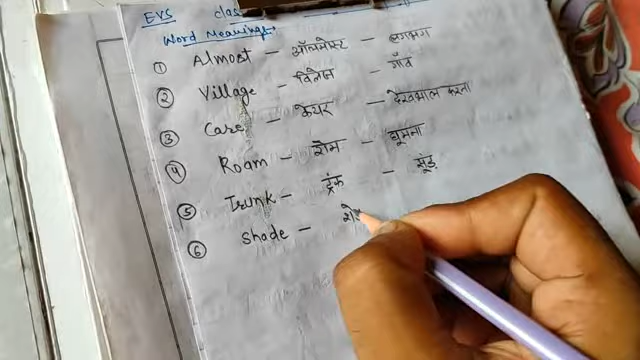 EVS class
Word Meanings
① Almost – ऑलमोस्ट – लगभग
② Village – विलेज – गाँव
③ Care – केयर – देखभाल करना
④ Roam – रोम – घूमना
⑤ Trunk – ट्रंक – सूंड
⑥ Shade – शे